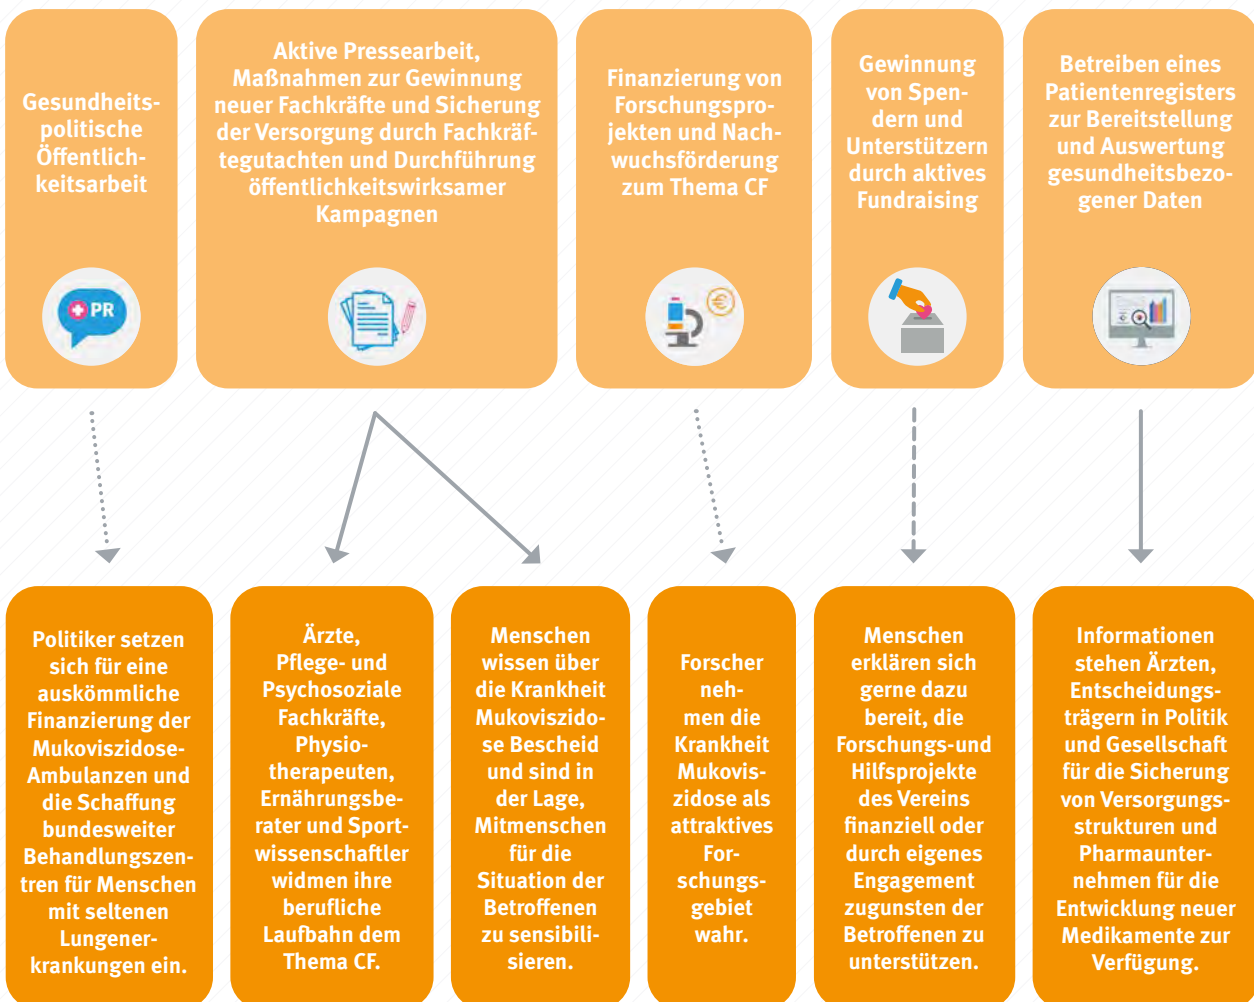 Gesundheits-
politische
Öffentlich-
keitsarbeit
Aktive Pressearbeit,
Maßnahmen zur Gewinnung
neuer Fachkräfte und Sicherung
der Versorgung durch Fachkräf-
tegutachten und Durchführung
öffentlichkeitswirksamer
Kampagnen
Finanzierung von
Forschungsproj-
ekten und Nach-
wuchsförderung
zum Thema CF
Gewinnung
von Spen-
dern und
Unterstützern
durch aktives
Fundraising
Betreiben eines
Patientenregisters
zur Bereitstellung
und Auswertung
gesundheitsbezo-
gener Daten
PR
Politiker setzen
sich für eine
auskömmliche
Finanzierung der
Mukoviszidose-
Ambulanzen und
die Schaffung
bundesweiter
Behandlungszen-
tren für Menschen
mit seltenen
Lungener-
krankungen ein.
Ärzte,
Pflege- und
Psychosoziale
Fachkräfte,
Physio-
therapeuten,
Ernährungsbe-
rater und Sport-
wissenschaftler
widmen ihre
berufliche
Laufbahn dem
Thema CF.
Menschen
wissen über
die Krankheit
Mukoviszido-
se Bescheid
und sind in
der Lage,
Mitmenschen
für die
Situation der
Betroffenen
zu sensibili-
sieren.
Forscher
neh-
men die
Krankheit
Mukovis-
zidose als
attraktives
For-
schungs-
gebiet
wahr.
Menschen
erklären sich
gerne dazu
bereit, die
Forschungs-und
Hilfsprojekte
des Vereins
finanziell oder
durch eigenes
Engagement
zugunsten der
Betroffenen zu
unterstützen.
Informationen
stehen Ärzten,
Entscheidungs-
trägern in Politik
und Gesellschaft
für die Sicherung
von Versorgungs-
strukturen und
Pharmaunter-
nehmen für die
Entwicklung neuer
Medikamente zur
Verfügung.